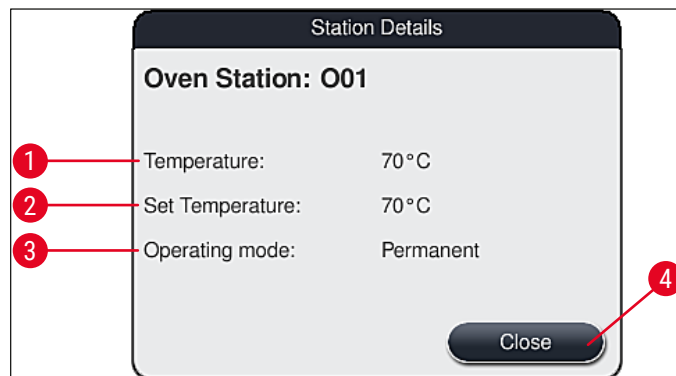 Station Details
Oven Station: O01
1 Temperature: 70°C
2 Set Temperature: 70°C
3 Operating mode: Permanent
4
Close